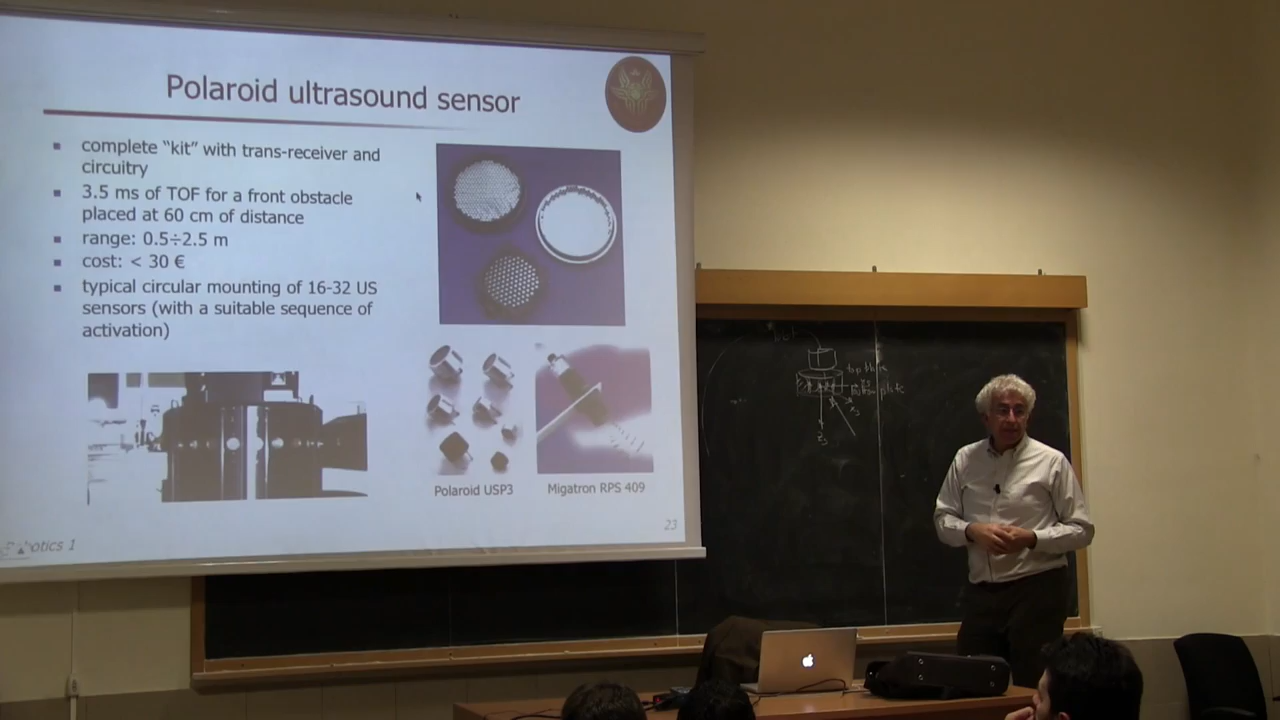 Polaroid ultrasound sensor
▪ complete “kit” with trans-receiver and
circuitry
▪ 3.5 ms of TOF for a front obstacle
placed at 60 cm of distance
▪ range: 0.5÷2.5 m
▪ cost: < 30 €
▪ typical circular mounting of 16-32 US
sensors (with a suitable sequence of
activation)
Polaroid USP3
Migatron RPS 409
23
Robotics 1